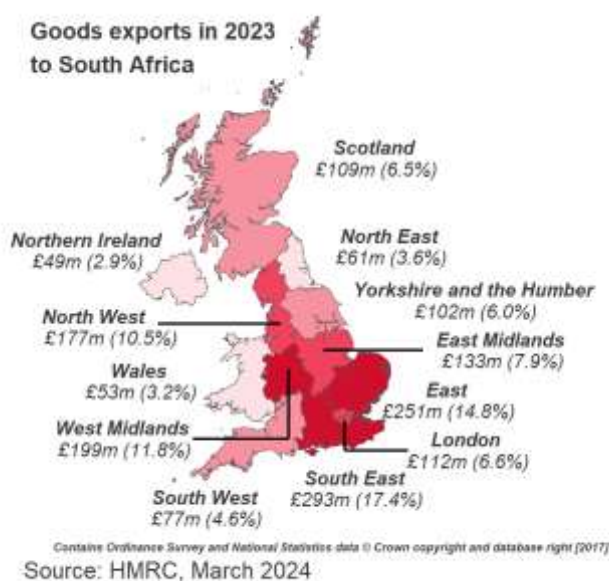 Goods exports in 2023
to South Africa
Scotland
£109m (6.5%)
Northern Ireland
£49m (2.9%)
North East
£61m (3.6%)
Yorkshire and the Humber
£102m (6.0%)
North West
£177m (10.5%)
East Midlands
£133m (7.9%)
Wales
£53m (3.2%)
East
£251m (14.8%)
West Midlands
£199m (11.8%)
London
£112m (6.6%)
South East
£293m (17.4%)
South West
£77m (4.6%)
Contains Ordinance Survey and National Statistics data © Crown copyright and database right [2017]
Source: HMRC, March 2024